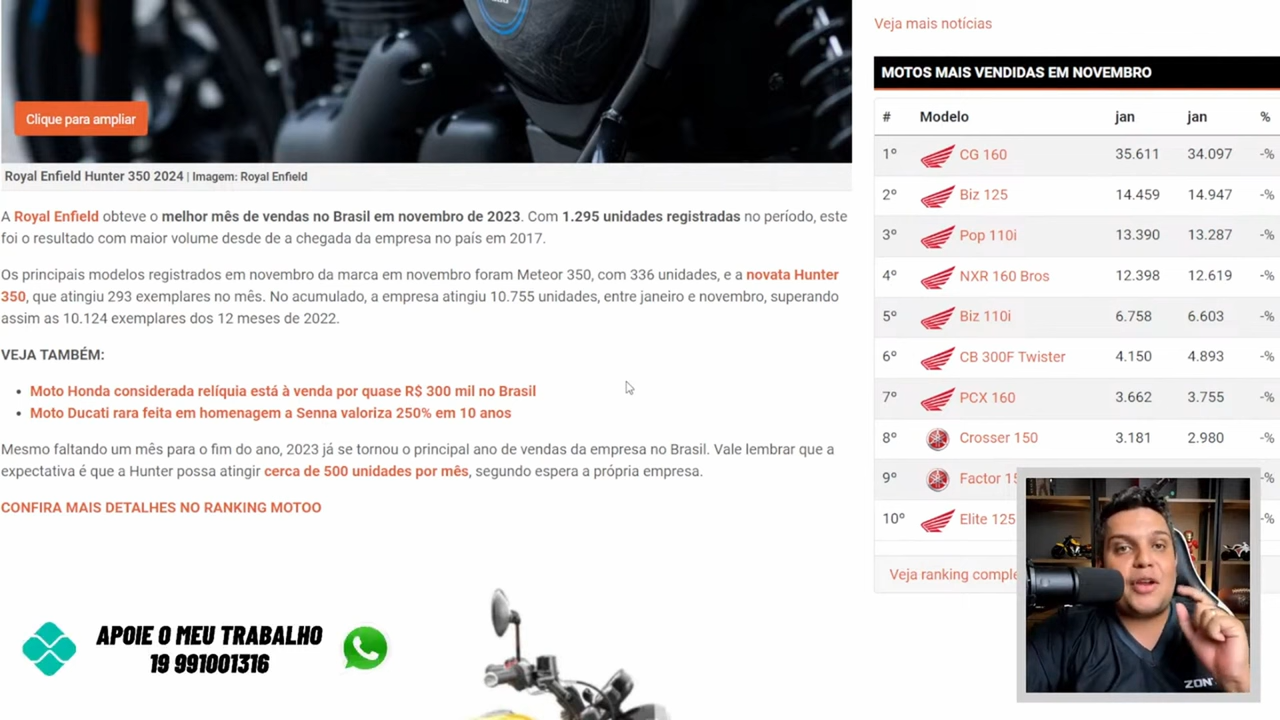 Clique para ampliar
Royal Enfield Hunter 350 2024 | Imagem: Royal Enfield
A Royal Enfield obteve o melhor mês de vendas no Brasil em novembro de 2023. Com 1.295 unidades registradas no período, este
foi o resultado com maior volume desde de a chegada da empresa no país em 2017.
Os principais modelos registrados em novembro da marca em novembro foram Meteor 350, com 336 unidades, e a novata Hunter
350, que atingiu 293 exemplares no mês. No acumulado, a empresa atingiu 10.755 unidades, entre janeiro e novembro, superando
assim as 10.124 exemplares dos 12 meses de 2022.
VEJA TAMBÉM:
• Moto Honda considerada relíquia está à venda por quase R$ 300 mil no Brasil
• Moto Ducati rara feita em homenagem a Senna valoriza 250% em 10 anos
Mesmo faltando um mês para o fim do ano, 2023 já se tornou o principal ano de vendas da empresa no Brasil. Vale lembrar que a
expectativa é que a Hunter possa atingir cerca de 500 unidades por mês, segundo espera a própria empresa.
CONFIRA MAIS DETALHES NO RANKING MOTOO
APOIE O MEU TRABALHO
19 991001316
Veja mais notícias
MOTOS MAIS VENDIDAS EM NOVEMBRO
# Modelo jan jan %
1º CG 160 35.611 34.097 -%
2º Biz 125 14.459 14.947 -%
3º Pop 110i 13.390 13.287 -%
4º NXR 160 Bros 12.398 12.619 -%
5º Biz 110i 6.758 6.603 -%
6º CB 300F Twister 4.150 4.893 -%
7º PCX 160 3.662 3.755 -%
8º Crosser 150 3.181 2.980 -%
9º Factor 15 -%
10º Elite 125 -%
Veja ranking comple
ZON